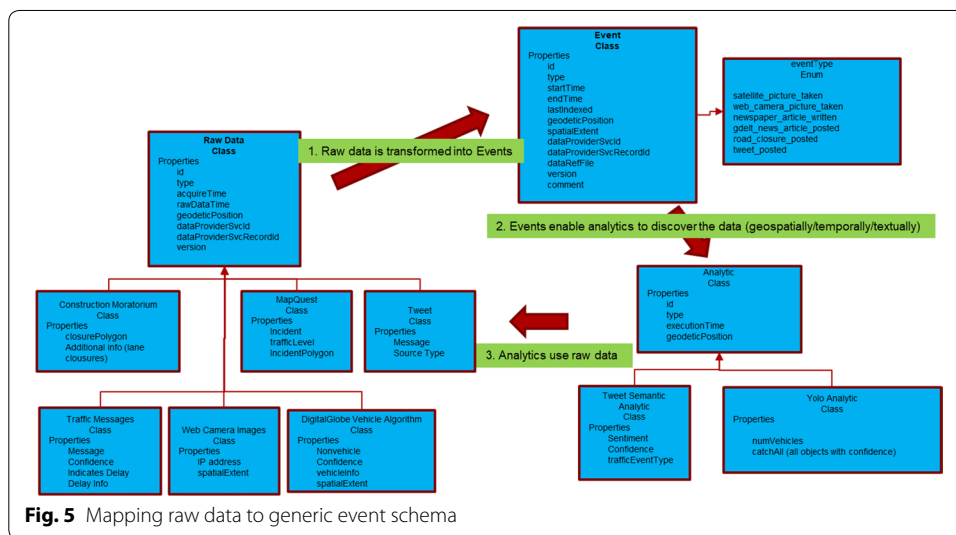 Event
Class
Properties
id
type
startTime
endTime
lastIndexed
geodeticPosition
spatialExtent
dataProviderSvcId
dataProviderSvcRecordId
dataRefFile
version
comment
eventType
Enum
satellite_picture_taken
web_camera_picture_taken
newspaper_article_written
gdelt_news_article_posted
road_closure_posted
tweet_posted
Raw Data
Class
Properties
id
type
acquireTime
rawDataTime
geodeticPosition
dataProviderSvcId
dataProviderSvcRecordId
version
1. Raw data is transformed into Events
2. Events enable analytics to discover the data (geospatially/temporally/textually)
Analytic
Class
Properties
id
type
executionTime
geodeticPosition
Construction Moratorium
Class
Properties
closurePolygon
Additional info (lane
clousures)
MapQuest
Class
Properties
Incident
trafficLevel
IncidentPolygon
Tweet
Class
Properties
Message
Source Type
3. Analytics use raw data
Traffic Messages
Class
Properties
Message
Confidence
Indicates Delay
Delay Info
Web Camera Images
Class
Properties
IP address
spatialExtent
DigitalGlobe Vehicle Algorithm
Class
Properties
Nonvehicle
Confidence
vehicleInfo
spatialExtent
Tweet Semantic
Analytic
Class
Properties
Sentiment
Confidence
trafficEventType
Yolo Analytic
Class
Properties
numVehicles
catchAll (all objects with confidence)
Fig. 5 Mapping raw data to generic event schema